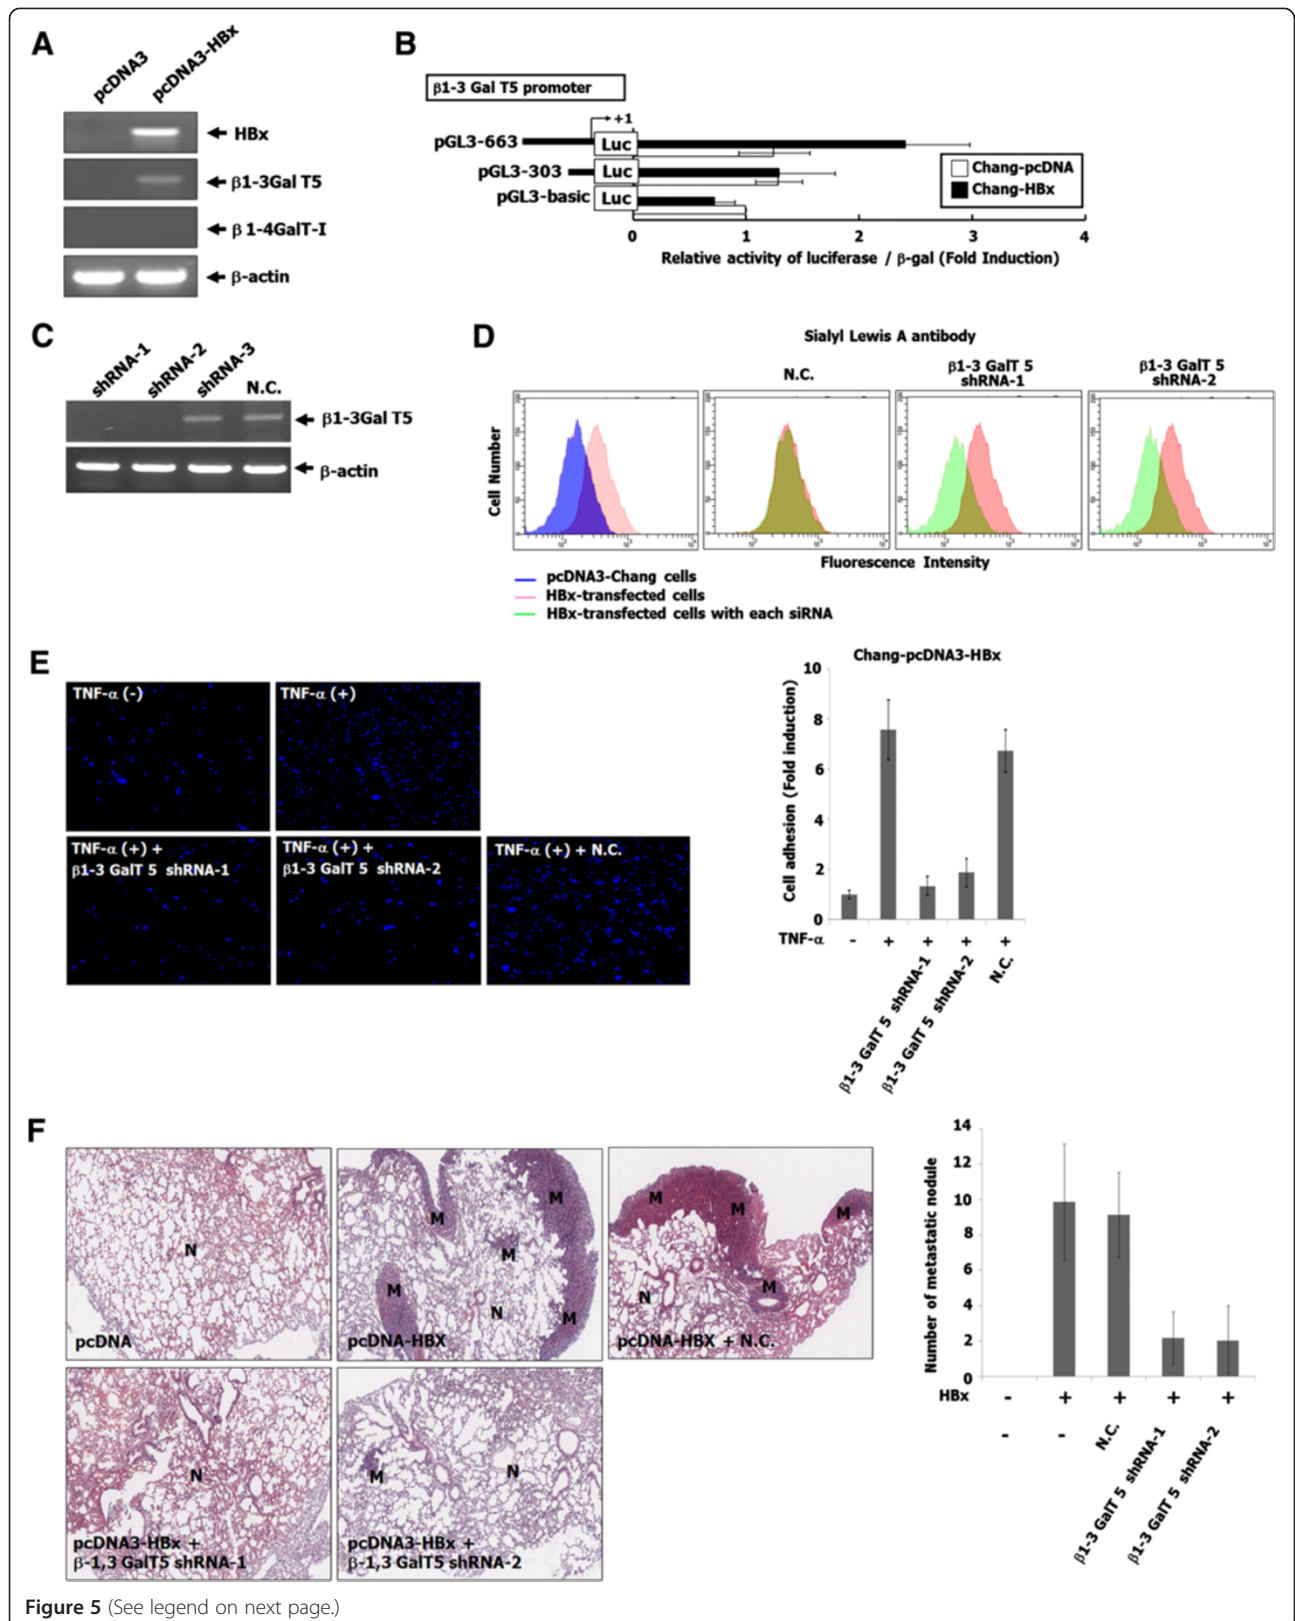 A
pcDNA3
pcDNA3-HBx
HBx
β1-3Gal T5
β 1-4GalT-I
β-actin
B
β1-3 Gal T5 promoter
+1
pGL3-663 Luc
pGL3-303 Luc
pGL3-basic Luc
Chang-pcDNA
Chang-HBx
0 1 2 3 4
Relative activity of luciferase / β-gal (Fold Induction)
C
shRNA-1
shRNA-2
shRNA-3
N.C.
β1-3Gal T5
β-actin
D
Sialyl Lewis A antibody
N.C.
β1-3 GalT 5
shRNA-1
β1-3 GalT 5
shRNA-2
Cell Number
Fluorescence Intensity
pcDNA3-Chang cells
HBx-transfected cells
HBx-transfected cells with each siRNA
E
TNF-α (-)
TNF-α (+)
TNF-α (+) +
β1-3 GalT 5 shRNA-1
TNF-α (+) +
β1-3 GalT 5 shRNA-2
TNF-α (+) + N.C.
Chang-pcDNA3-HBx
Cell adhesion (Fold induction)
10
8
6
4
2
0
TNF-α - + + + +
β1-3 GalT 5 shRNA-1
β1-3 GalT 5 shRNA-2
N.C.
F
N
pcDNA
M
M
M
M
M
N
pcDNA-HBX
M
M
M
M
N
pcDNA-HBX + N.C.
N
pcDNA3-HBx +
β-1,3 GalT5 shRNA-1
M
N
pcDNA3-HBx +
β-1,3 GalT5 shRNA-2
Number of metastatic nodule
14
12
10
8
6
4
2
0
HBx - + + + +
- -
N.C.
β1-3 GalT 5 shRNA-1
β1-3 GalT 5 shRNA-2
Figure 5 (See legend on next page.)